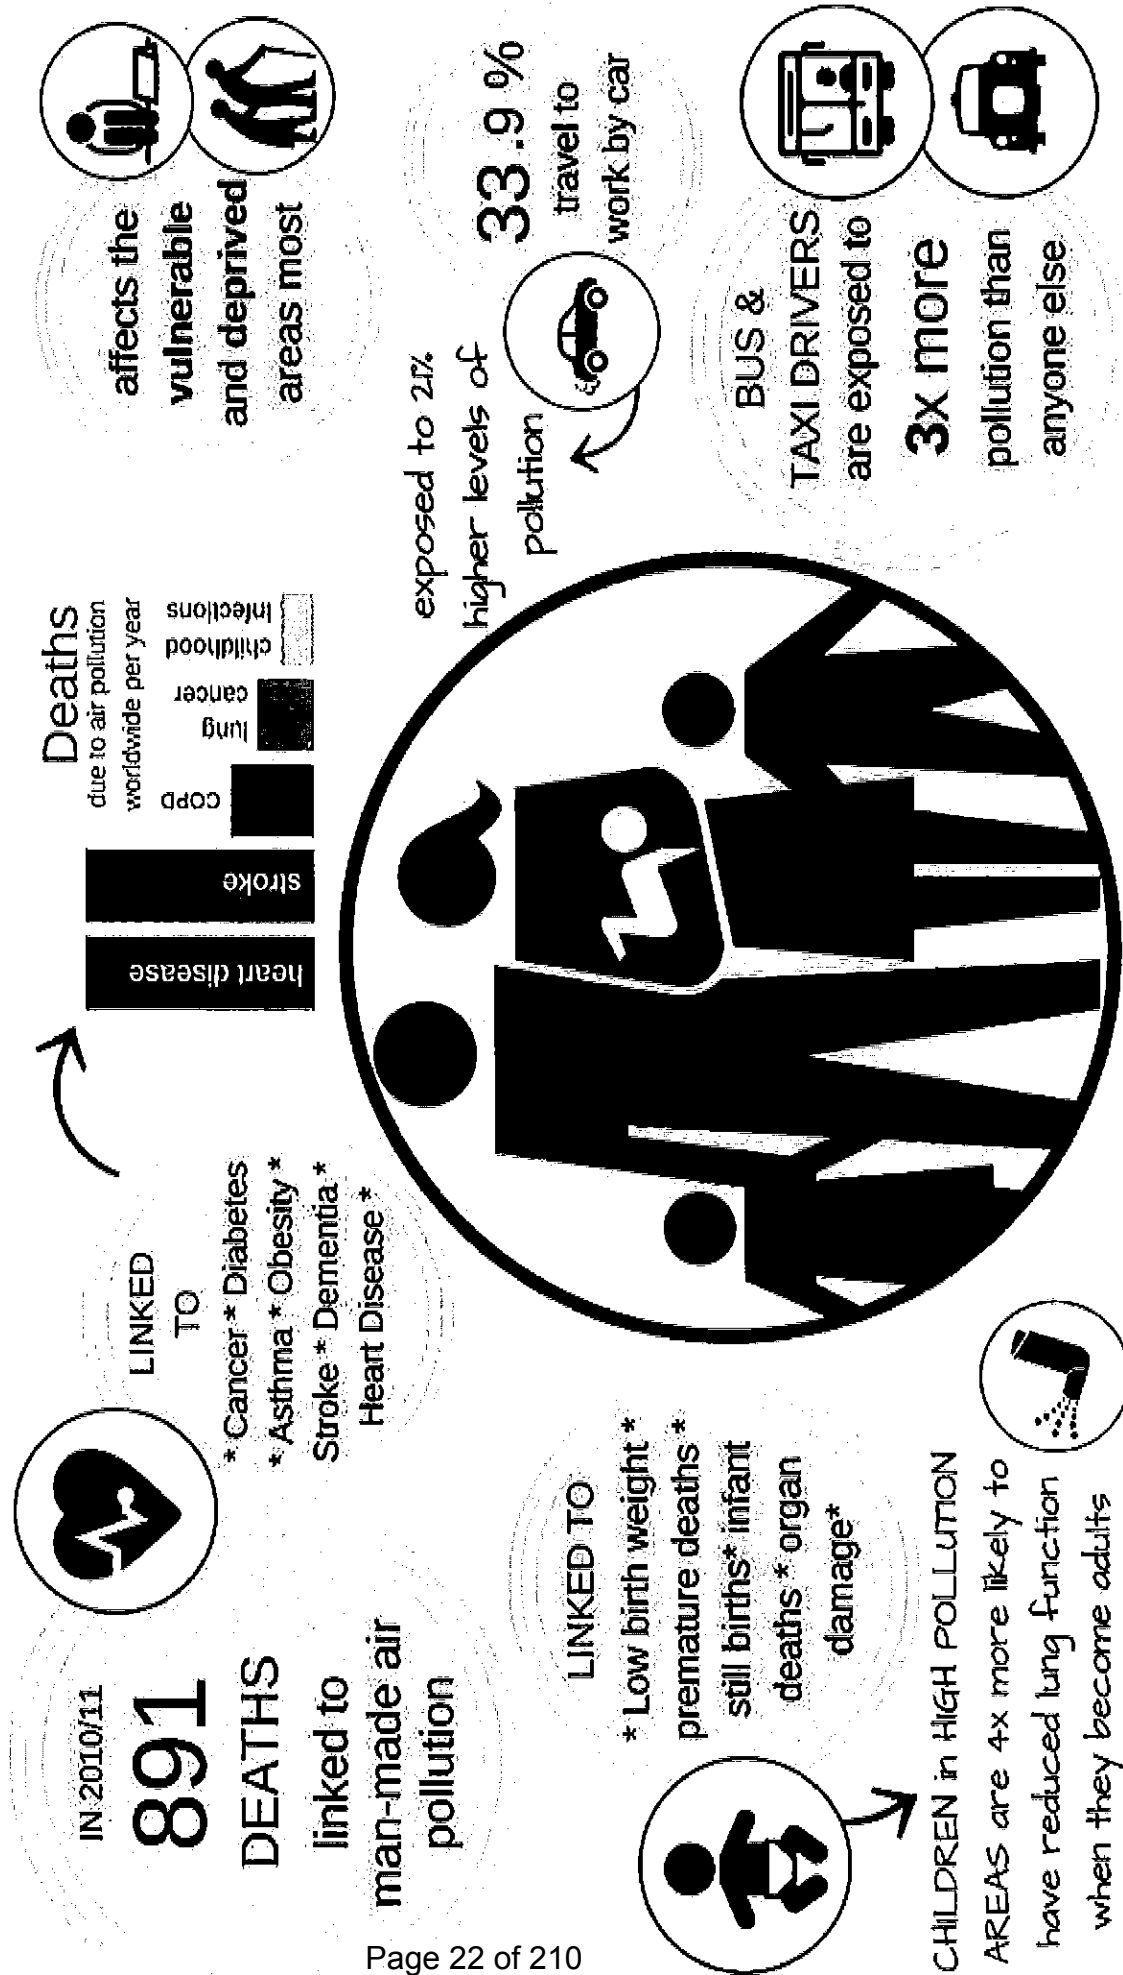 IN 2010/11
891
DEATHS
linked to
man-made air
pollution
LINKED
TO
* Cancer * Diabetes
* Asthma * Obesity *
Stroke * Dementia *
Heart Disease *
Deaths
due to air pollution
worldwide per year
heart disease
stroke
COPD
lung
cancer
childhood
infections
affects the
vulnerable
and deprived
areas most
LINKED TO
* Low birth weight *
premature deaths *
still births* infant
deaths * organ
damage*
CHILDREN in HIGH POLLUTION
AREAS are 4x more likely to
have reduced lung function
when they become adults
exposed to 21%
higher levels of
pollution
33.9 %
travel to
work by car
BUS &
TAXI DRIVERS
are exposed to
3x more
pollution than
anyone else
Page 22 of 210